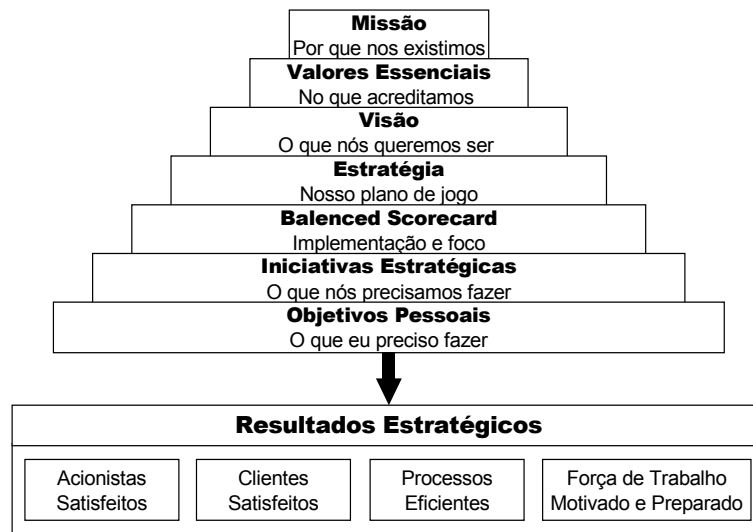 Missão
Por que nos existimos
Valores Essenciais
No que acreditamos
Visão
O que nós queremos ser
Estratégia
Nosso plano de jogo
Balenced Scorecard
Implementação e foco
Iniciativas Estratégicas
O que nós precisamos fazer
Objetivos Pessoais
O que eu preciso fazer
Resultados Estratégicos
Acionistas
Satisfeitos
Clientes
Satisfeitos
Processos
Eficientes
Força de Trabalho
Motivado e Preparado